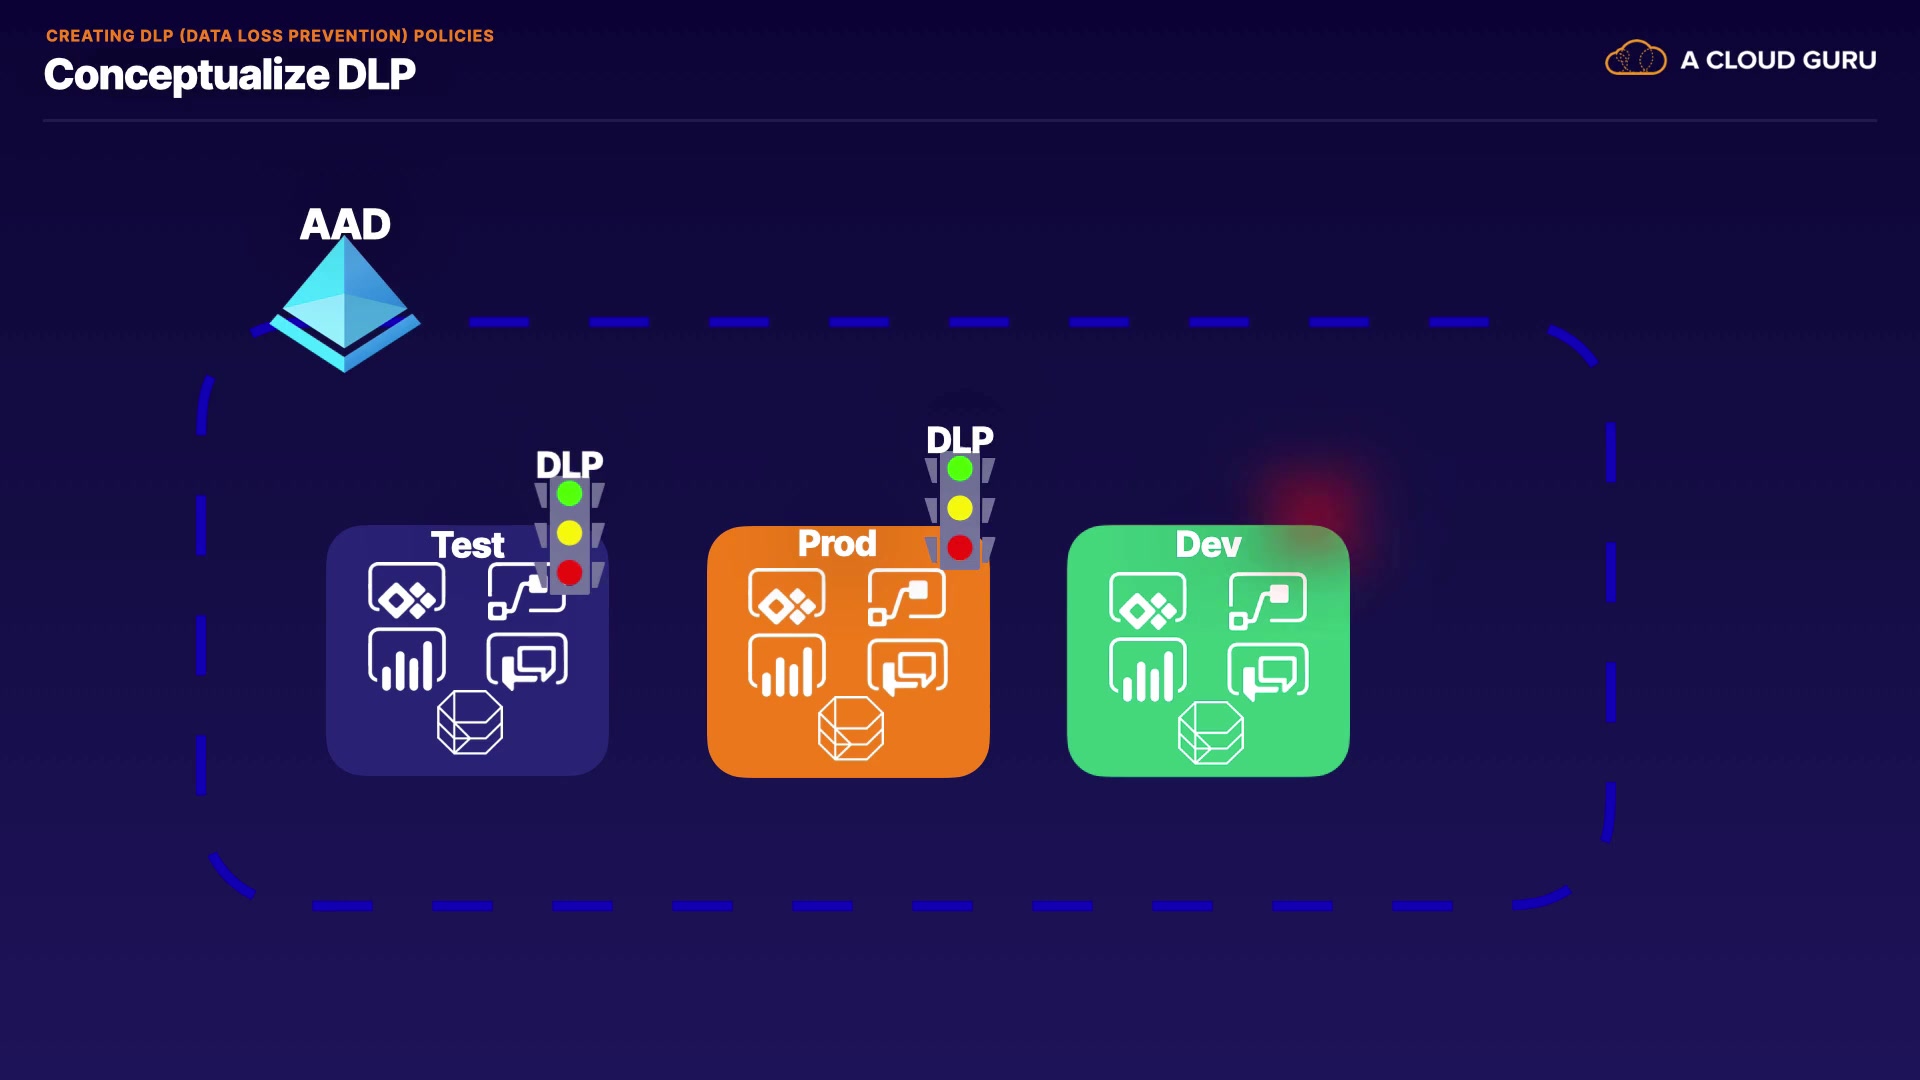 CREATING DLP (DATA LOSS PREVENTION) POLICIES
Conceptualize DLP
A CLOUD GURU
AAD
DLP
DLP
Test
Prod
Dev